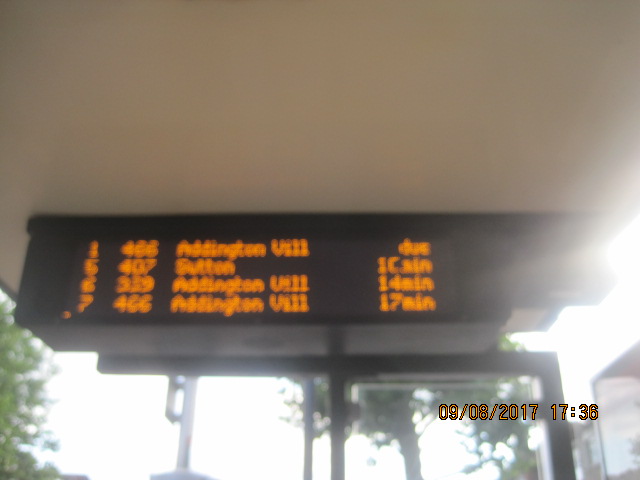 1 466 Addington Vill due
5 407 Sutton 10min
6 Addington Vill 14min
7 466 Addington Vill 17min
09/08/2017 17:36